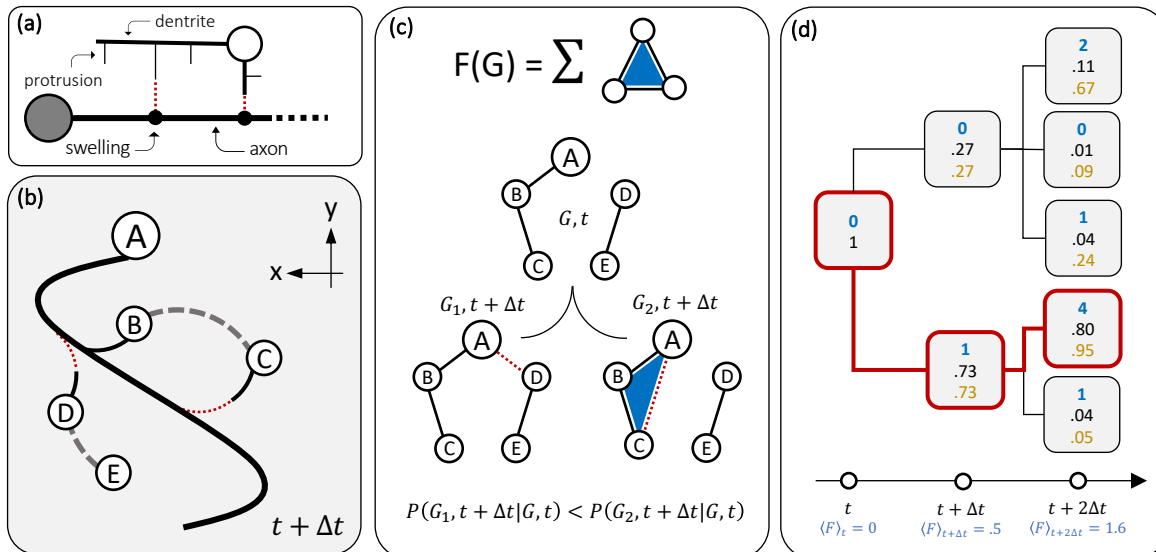 (a)
dentrite
protrusion
swelling
axon
(b)
A
y
x
B
C
D
E
t + Δt
(c)
F(G) = Σ
A
B
D
G, t
C
E
G₁, t + Δt
G₂, t + Δt
A
B
D
C
E
A
B
D
C
E
P(G₁, t + Δt|G, t) < P(G₂, t + Δt|G, t)
(d)
2
.11
.67
0
.27
.27
0
.01
.09
0
1
1
.04
.24
4
.80
.95
1
.73
.73
1
.04
.05
t
t + Δt
t + 2Δt
⟨F⟩t = 0
⟨F⟩t+Δt = .5
⟨F⟩t+2Δt = 1.6